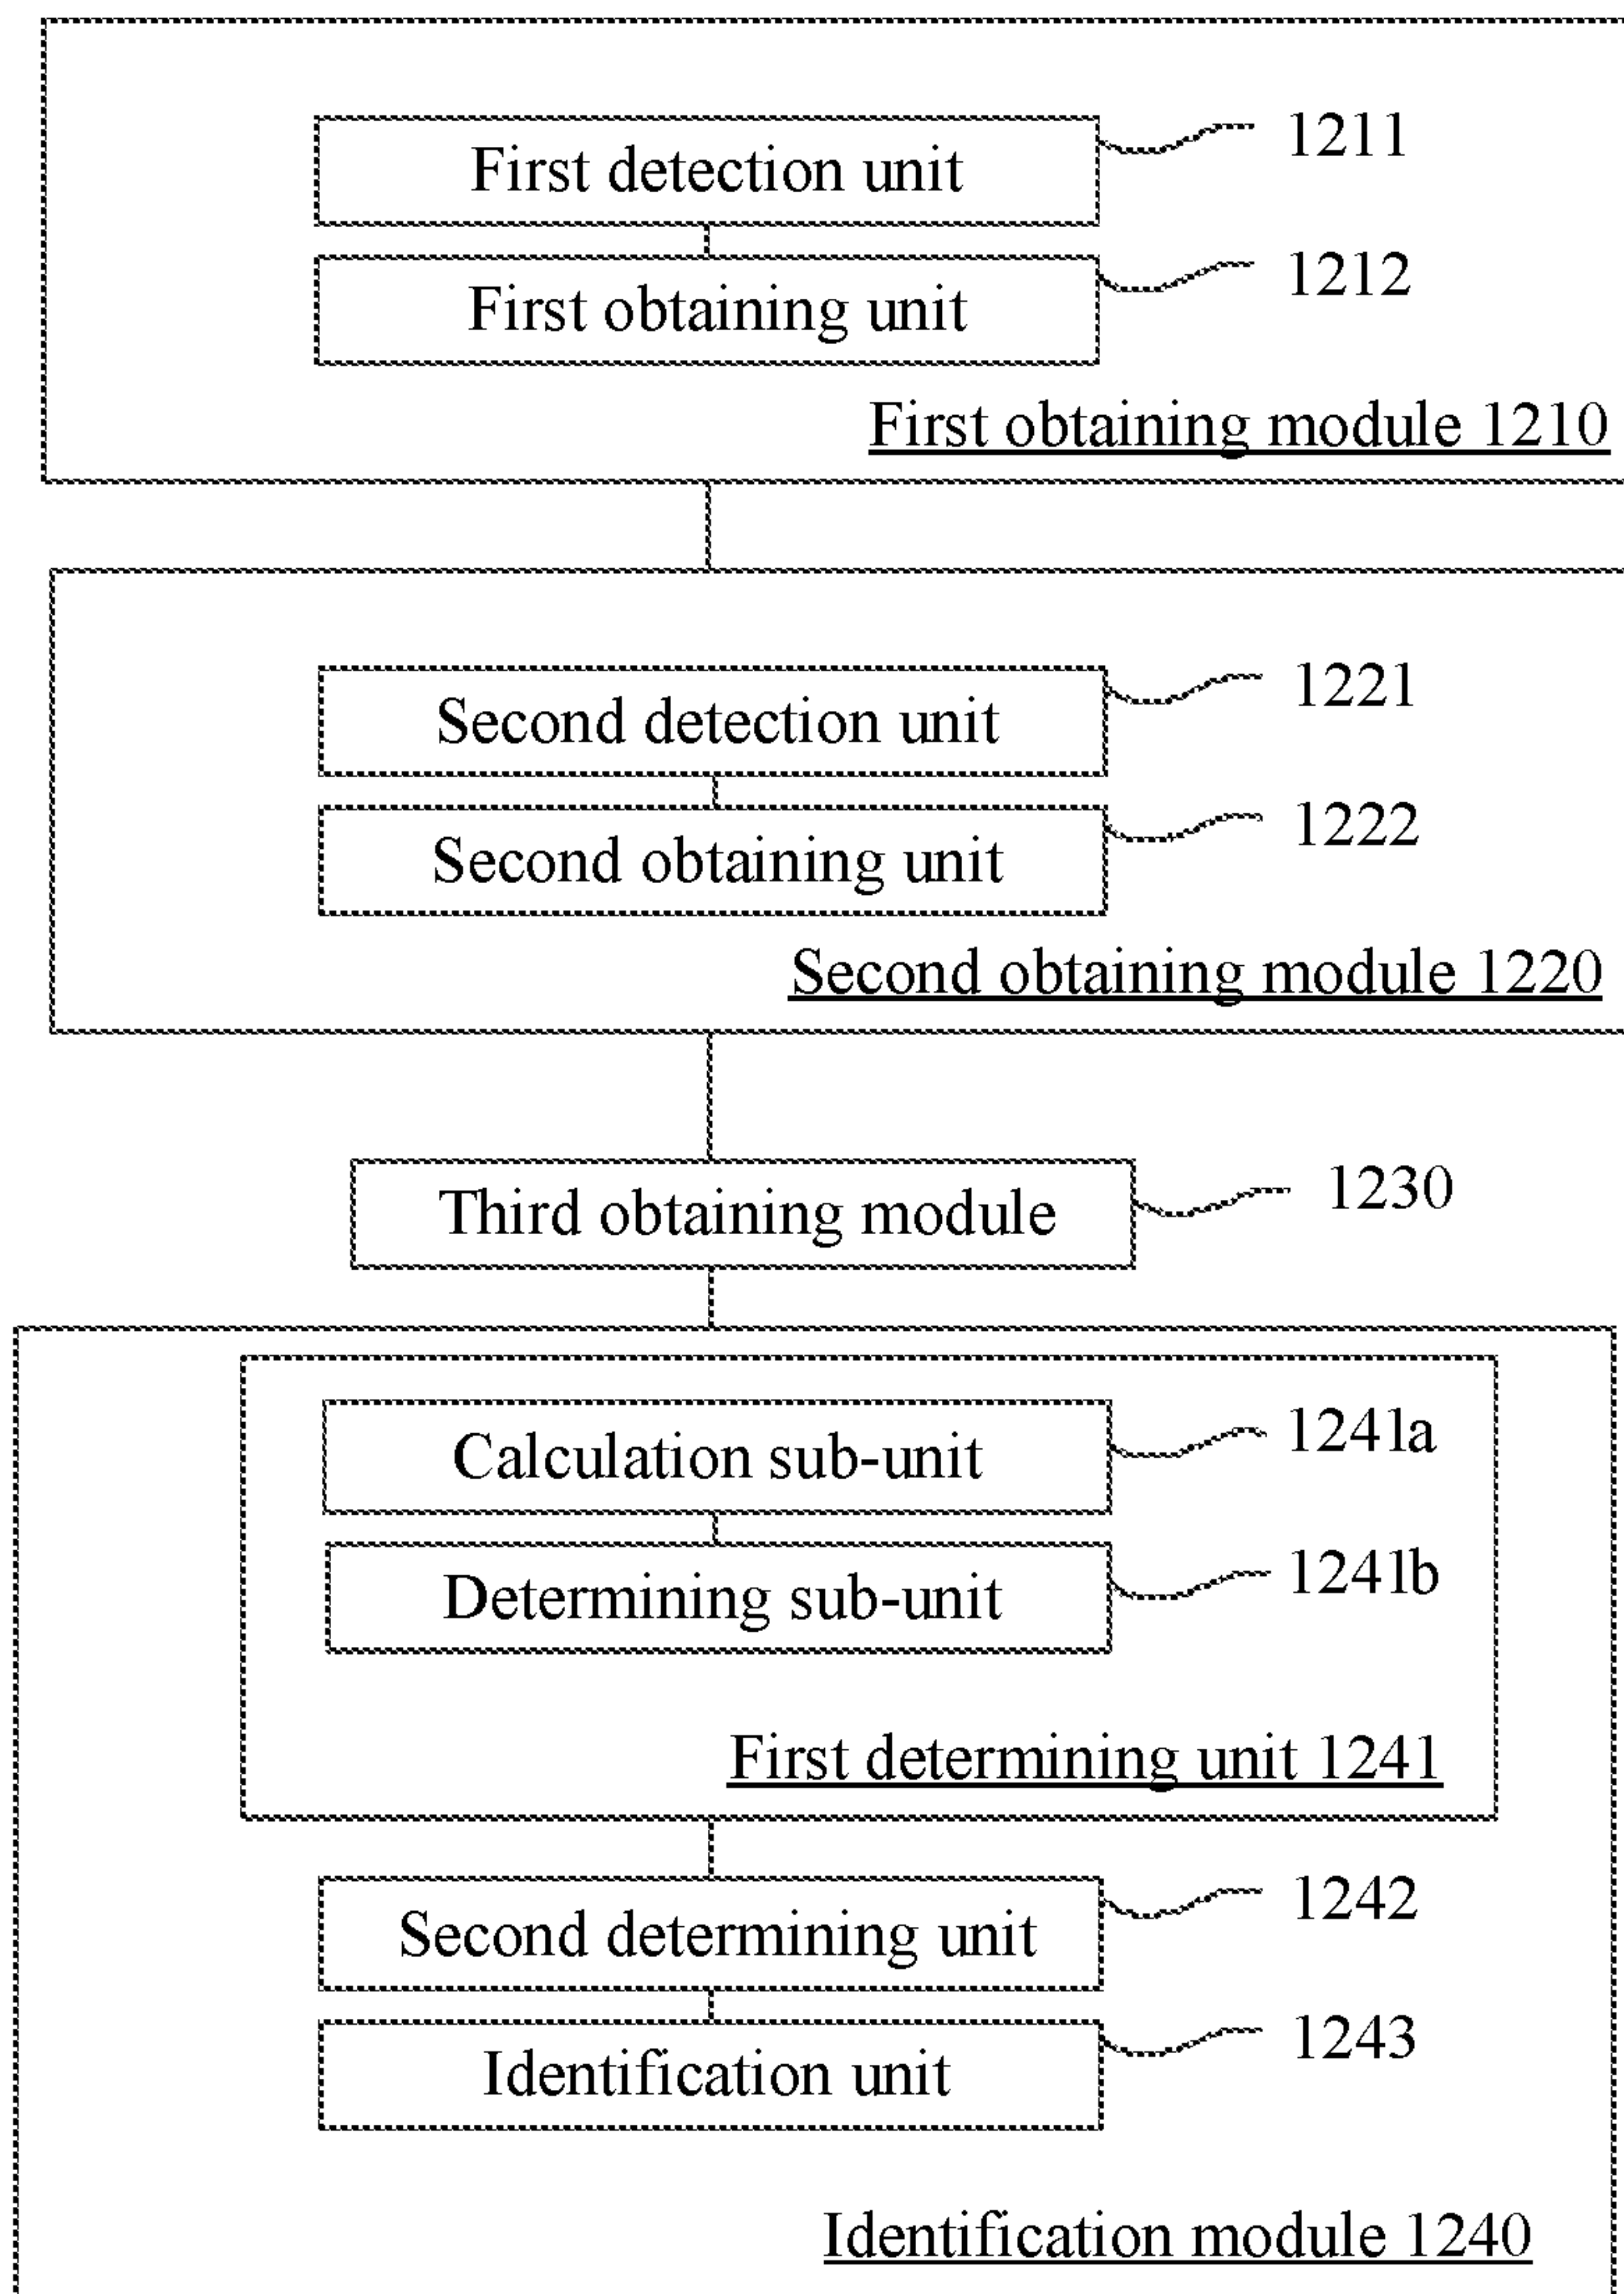 First detection unit 1211
First obtaining unit 1212
First obtaining module 1210
Second detection unit 1221
Second obtaining unit 1222
Second obtaining module 1220
Third obtaining module 1230
Calculation sub-unit 1241a
Determining sub-unit 1241b
First determining unit 1241
Second determining unit 1242
Identification unit 1243
Identification module 1240